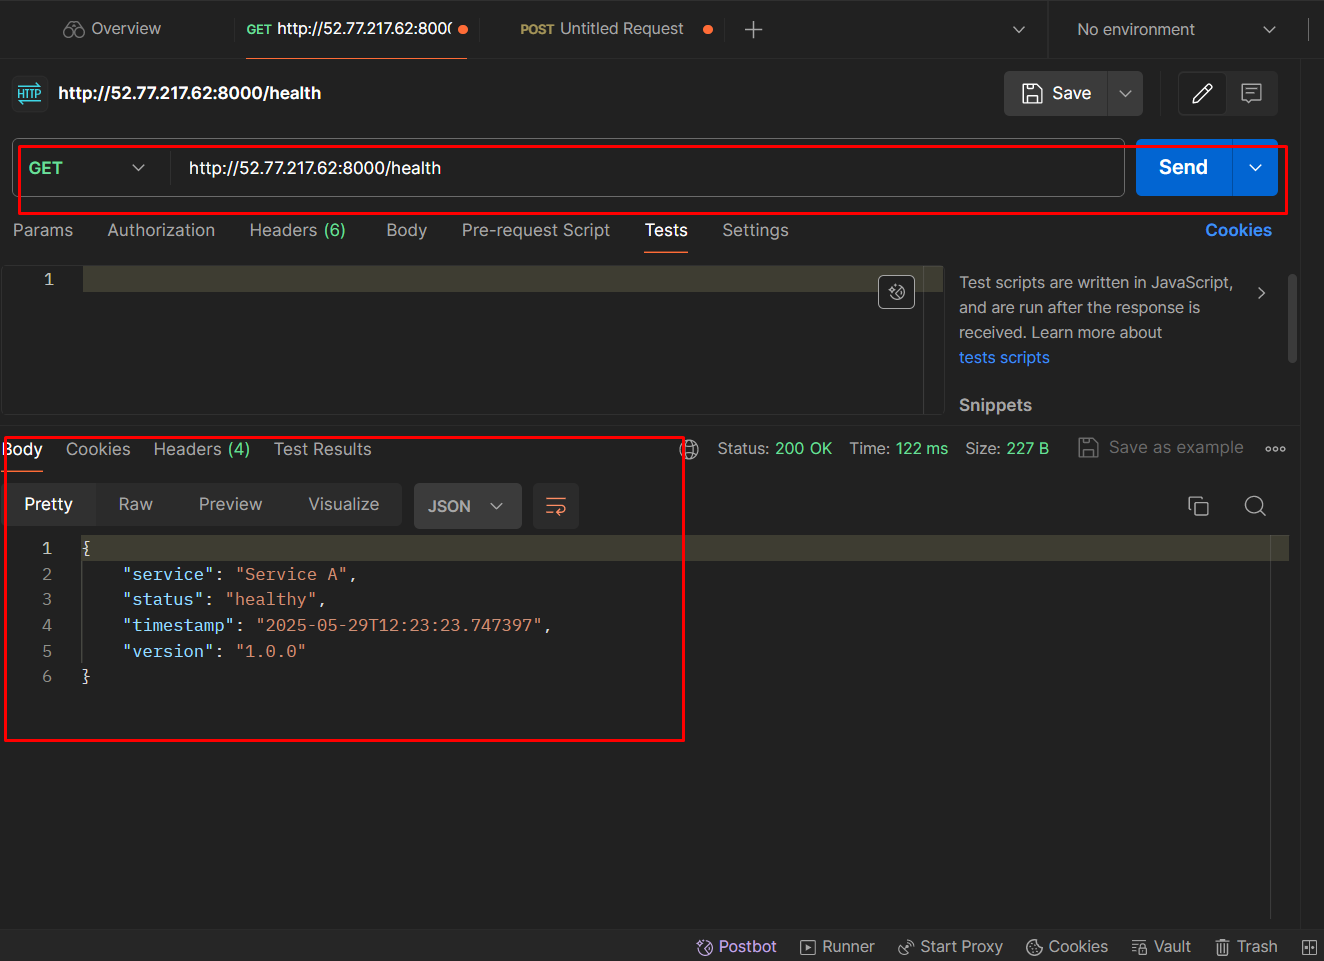 Overview
GET http://52.77.217.62:800(
POST Untitled Request
No environment
HTTP http://52.77.217.62:8000/health
Save
GET http://52.77.217.62:8000/health
Send
Params Authorization Headers (6) Body Pre-request Script Tests Settings Cookies
1
Test scripts are written in JavaScript,
and are run after the response is
received. Learn more about
tests scripts
Snippets
Body Cookies Headers (4) Test Results Status: 200 OK Time: 122 ms Size: 227 B Save as example
Pretty Raw Preview Visualize JSON
1 {
2 "service": "Service A",
3 "status": "healthy",
4 "timestamp": "2025-05-29T12:23:23.747397",
5 "version": "1.0.0"
6 }
Postbot Runner Start Proxy Cookies Vault Trash